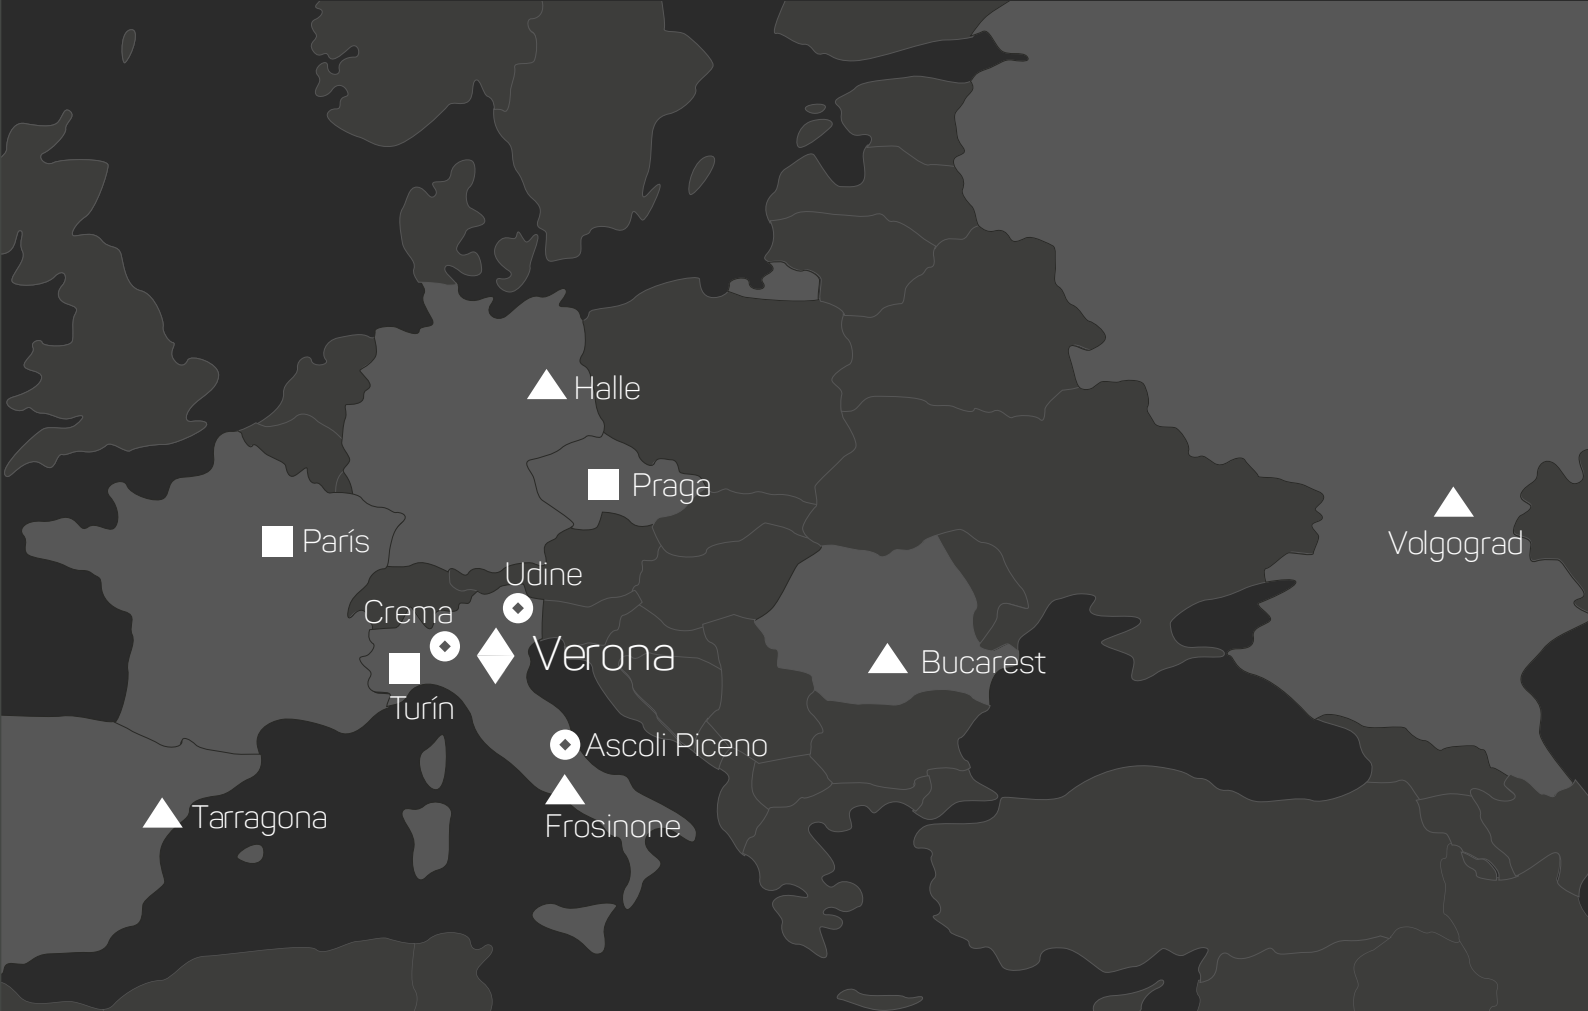 Halle
Praga
París
Volgograd
Udine
Crema
Verona
Bucarest
Turín
Ascoli Piceno
Tarragona
Frosinone